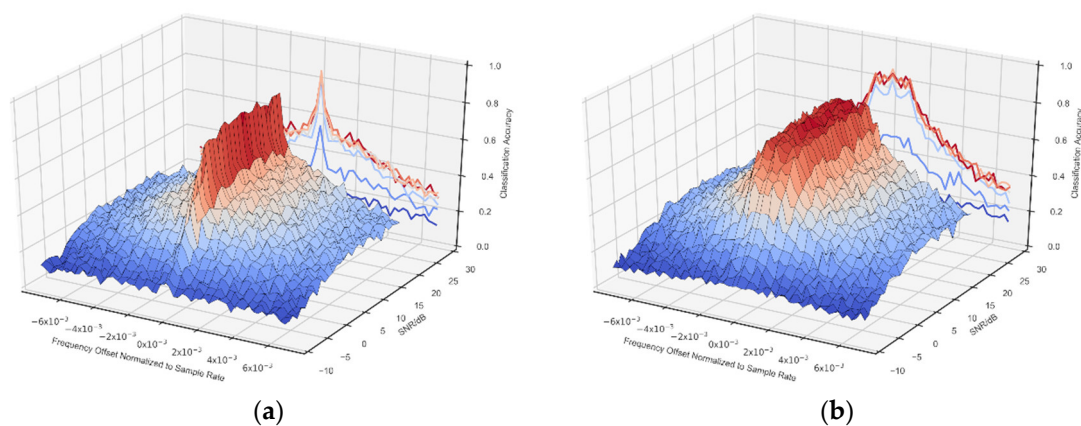 1.0
0.8
0.6
0.4
0.2
0.0
Classification Accuracy
30
25
20
15
10
5
0
−5
−10
SNR/dB
−6x10⁻³
−4x10⁻³
−2x10⁻³
0x10⁻³
2x10⁻³
4x10⁻³
6x10⁻³
Frequency Offset Normalized to Sample Rate
(a)
1.0
0.8
0.6
0.4
0.2
0.0
Classification Accuracy
30
25
20
15
10
5
0
−5
−10
SNR/dB
−6x10⁻³
−4x10⁻³
−2x10⁻³
0x10⁻³
2x10⁻³
4x10⁻³
6x10⁻³
Frequency Offset Normalized to Sample Rate
(b)